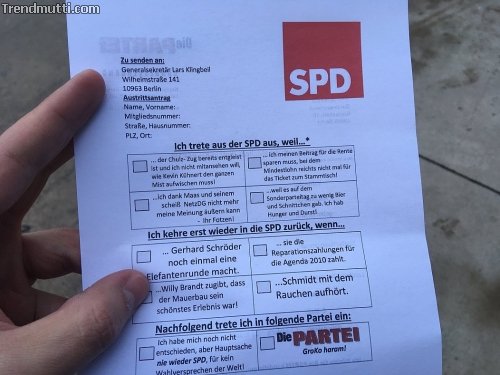 Trendmutti.com
Zu senden an:
Generalsekretär Lars Klingbeil
Wilhelmstraße 141
10963 Berlin
Austrittsantrag
Name, Vorname:
Mitgliedsnummer:
Straße, Hausnummer:
PLZ, Ort:
SPD
Ich trete aus der SPD aus, weil...*
... der Chulz- Zug bereits entgleist
ist und ich nicht mitansehen will,
wie Kevin Kühnert den ganzen
Mist aufwischen muss!
... ich meinen Beitrag für die Rente
sparen muss, bei dem
Mindestlohn reichts nicht mal für
das Ticket zum Stammtisch!
...ich dank Maas und seinem
scheiß NetzDG nicht mehr
meine Meinung äußern kann
- Ihr Fotzen!
...weil es auf dem
Sonderparteitag zu wenig Bier
und Schnittchen gab. Ich hab
Hunger und Durst!
Ich kehre erst wieder in die SPD zurück, wenn...
... Gerhard Schröder
noch einmal eine
Elefantenrunde macht.
... sie die
Reparationszahlungen für
die Agenda 2010 zahlt.
...Willy Brandt zugibt, dass
der Mauerbau sein
schönstes Erlebnis war!
...Schmidt mit dem
Rauchen aufhört.
Nachfolgend trete ich in folgende Partei ein:
Ich habe mich noch nicht
entschieden, aber Hauptsache
nie wieder SPD, für kein
Wahlversprechen der Welt!
Die PARTEI
GroKo haram!